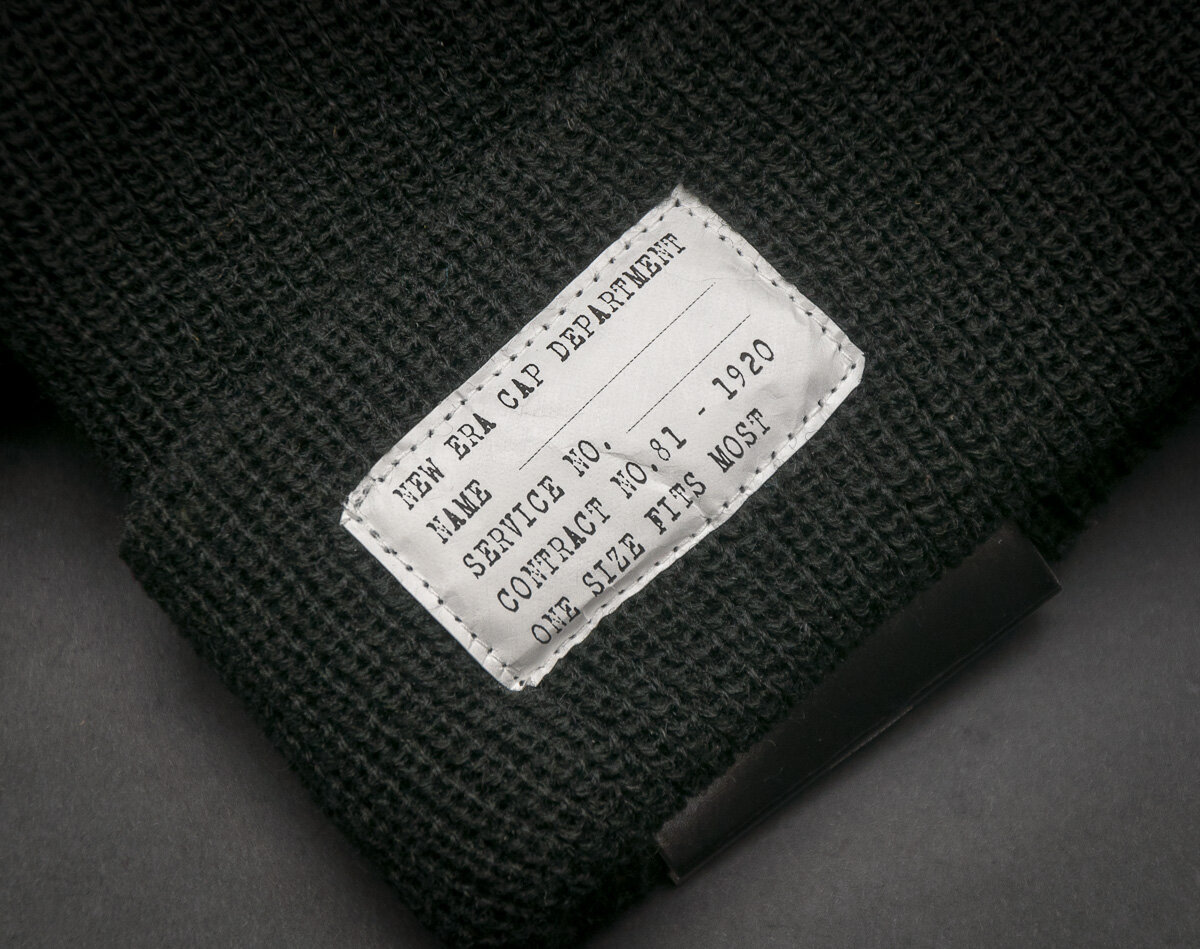 NEW ERA CAP DEPARTMENT
NAME
SERVICE NO.
CONTRACT NO. 81 - 1920
ONE SIZE FITS MOST